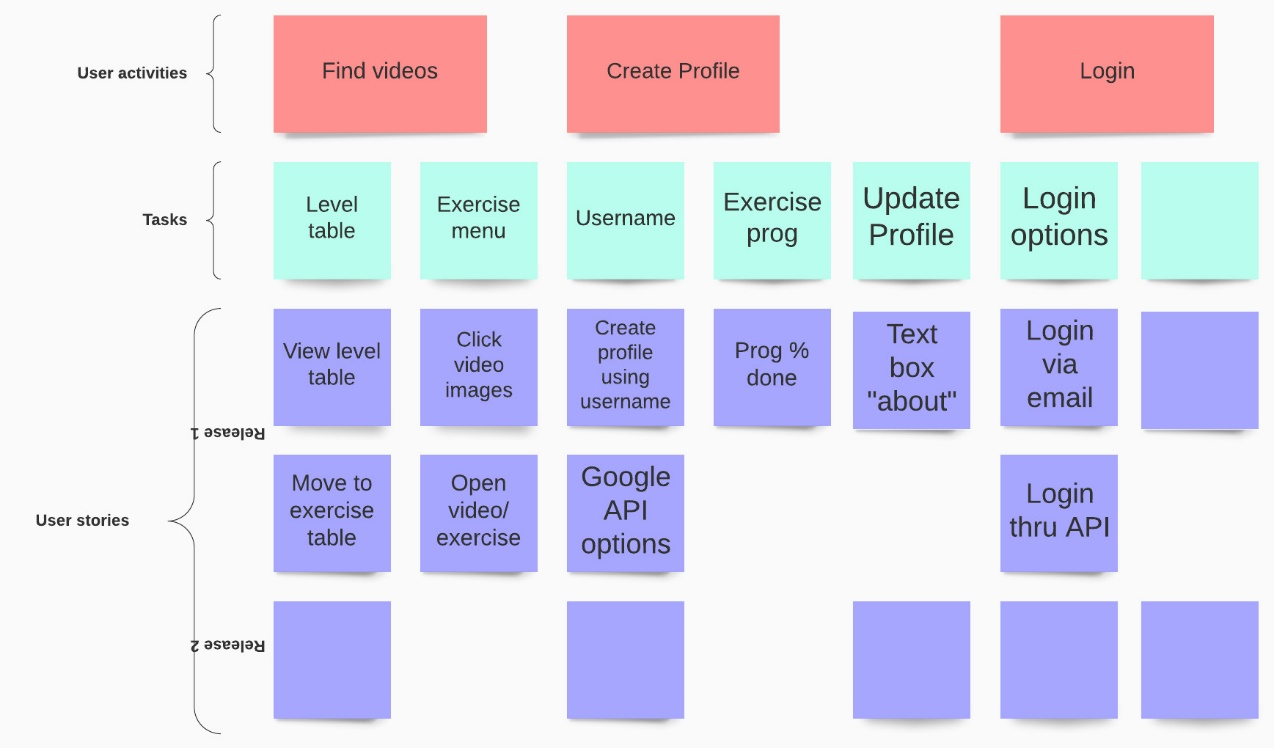 User activities
Find videos
Create Profile
Login
Tasks
Level
table
Exercise
menu
Username
Exercise
prog
Update
Profile
Login
options
User stories
Release 1
View level
table
Click
video
images
Create
profile
using
username
Prog %
done
Text
box
"about"
Login
via
email
Move to
exercise
table
Open
video/
exercise
Google
API
options
Login
thru API
Release 2